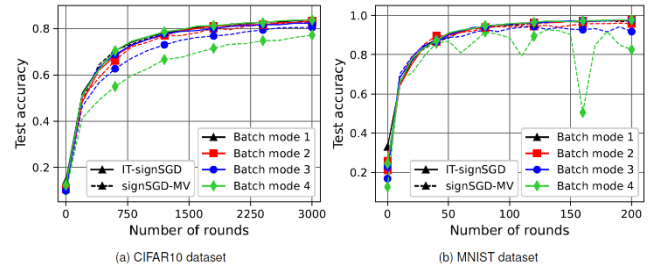 Test accuracy
0.8
0.6
0.4
0.2
IT-signSGD
signSGD-MV
Batch mode 1
Batch mode 2
Batch mode 3
Batch mode 4
0 750 1500 2250 3000
Number of rounds
(a) CIFAR10 dataset
Test accuracy
1.0
0.8
0.6
0.4
0.2
IT-signSGD
signSGD-MV
Batch mode 1
Batch mode 2
Batch mode 3
Batch mode 4
0 50 100 150 200
Number of rounds
(b) MNIST dataset